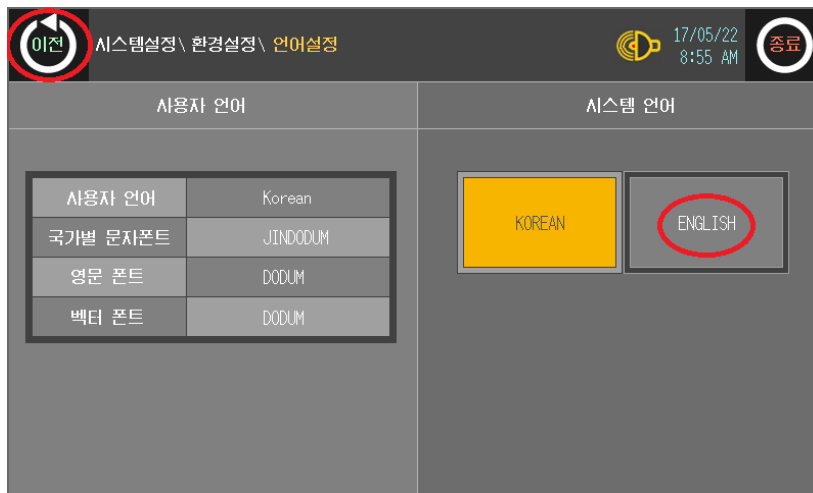 이전
시스템설정\ 환경설정\ 언어설정
17/05/22
8:55 AM
종료
사용자 언어
시스템 언어
사용자 언어 Korean
국가별 문자폰트 JINDODUM
영문 폰트 DODUM
벡터 폰트 DODUM
KOREAN
ENGLISH